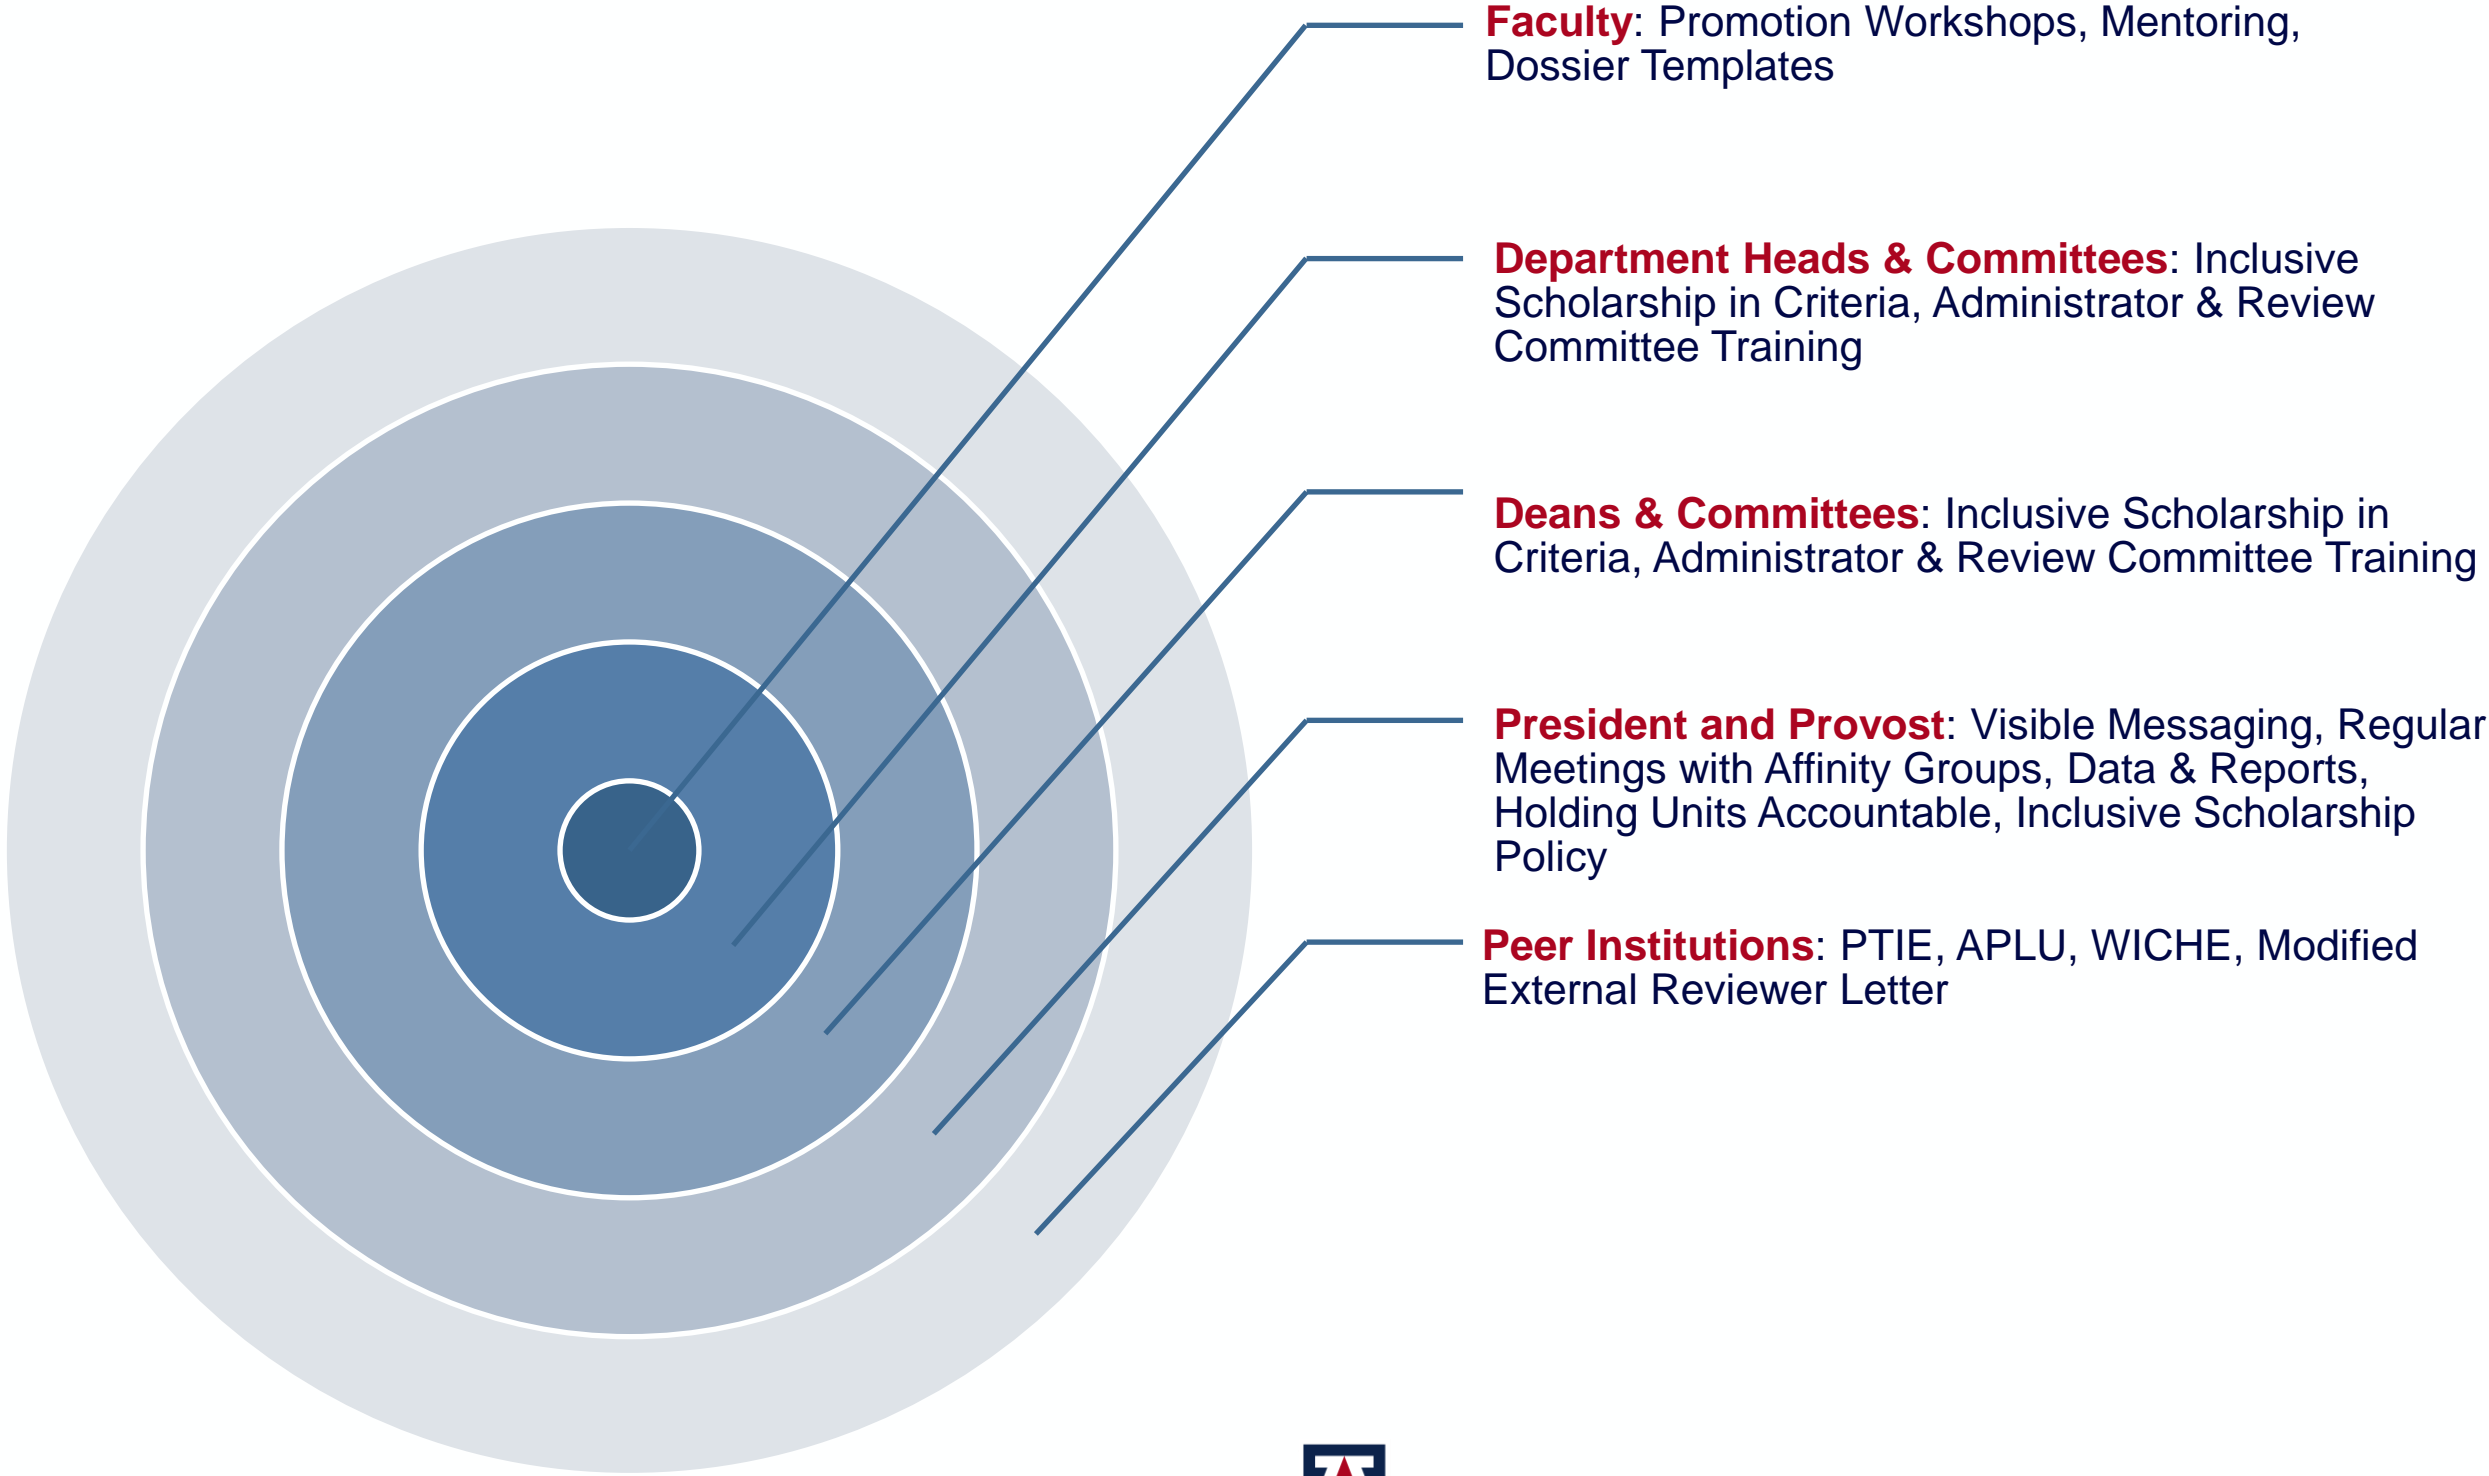 Faculty: Promotion Workshops, Mentoring,
Dossier Templates
Department Heads & Committees: Inclusive
Scholarship in Criteria, Administrator & Review
Committee Training
Deans & Committees: Inclusive Scholarship in
Criteria, Administrator & Review Committee Training
President and Provost: Visible Messaging, Regular
Meetings with Affinity Groups, Data & Reports,
Holding Units Accountable, Inclusive Scholarship
Policy
Peer Institutions: PTIE, APLU, WICHE, Modified
External Reviewer Letter